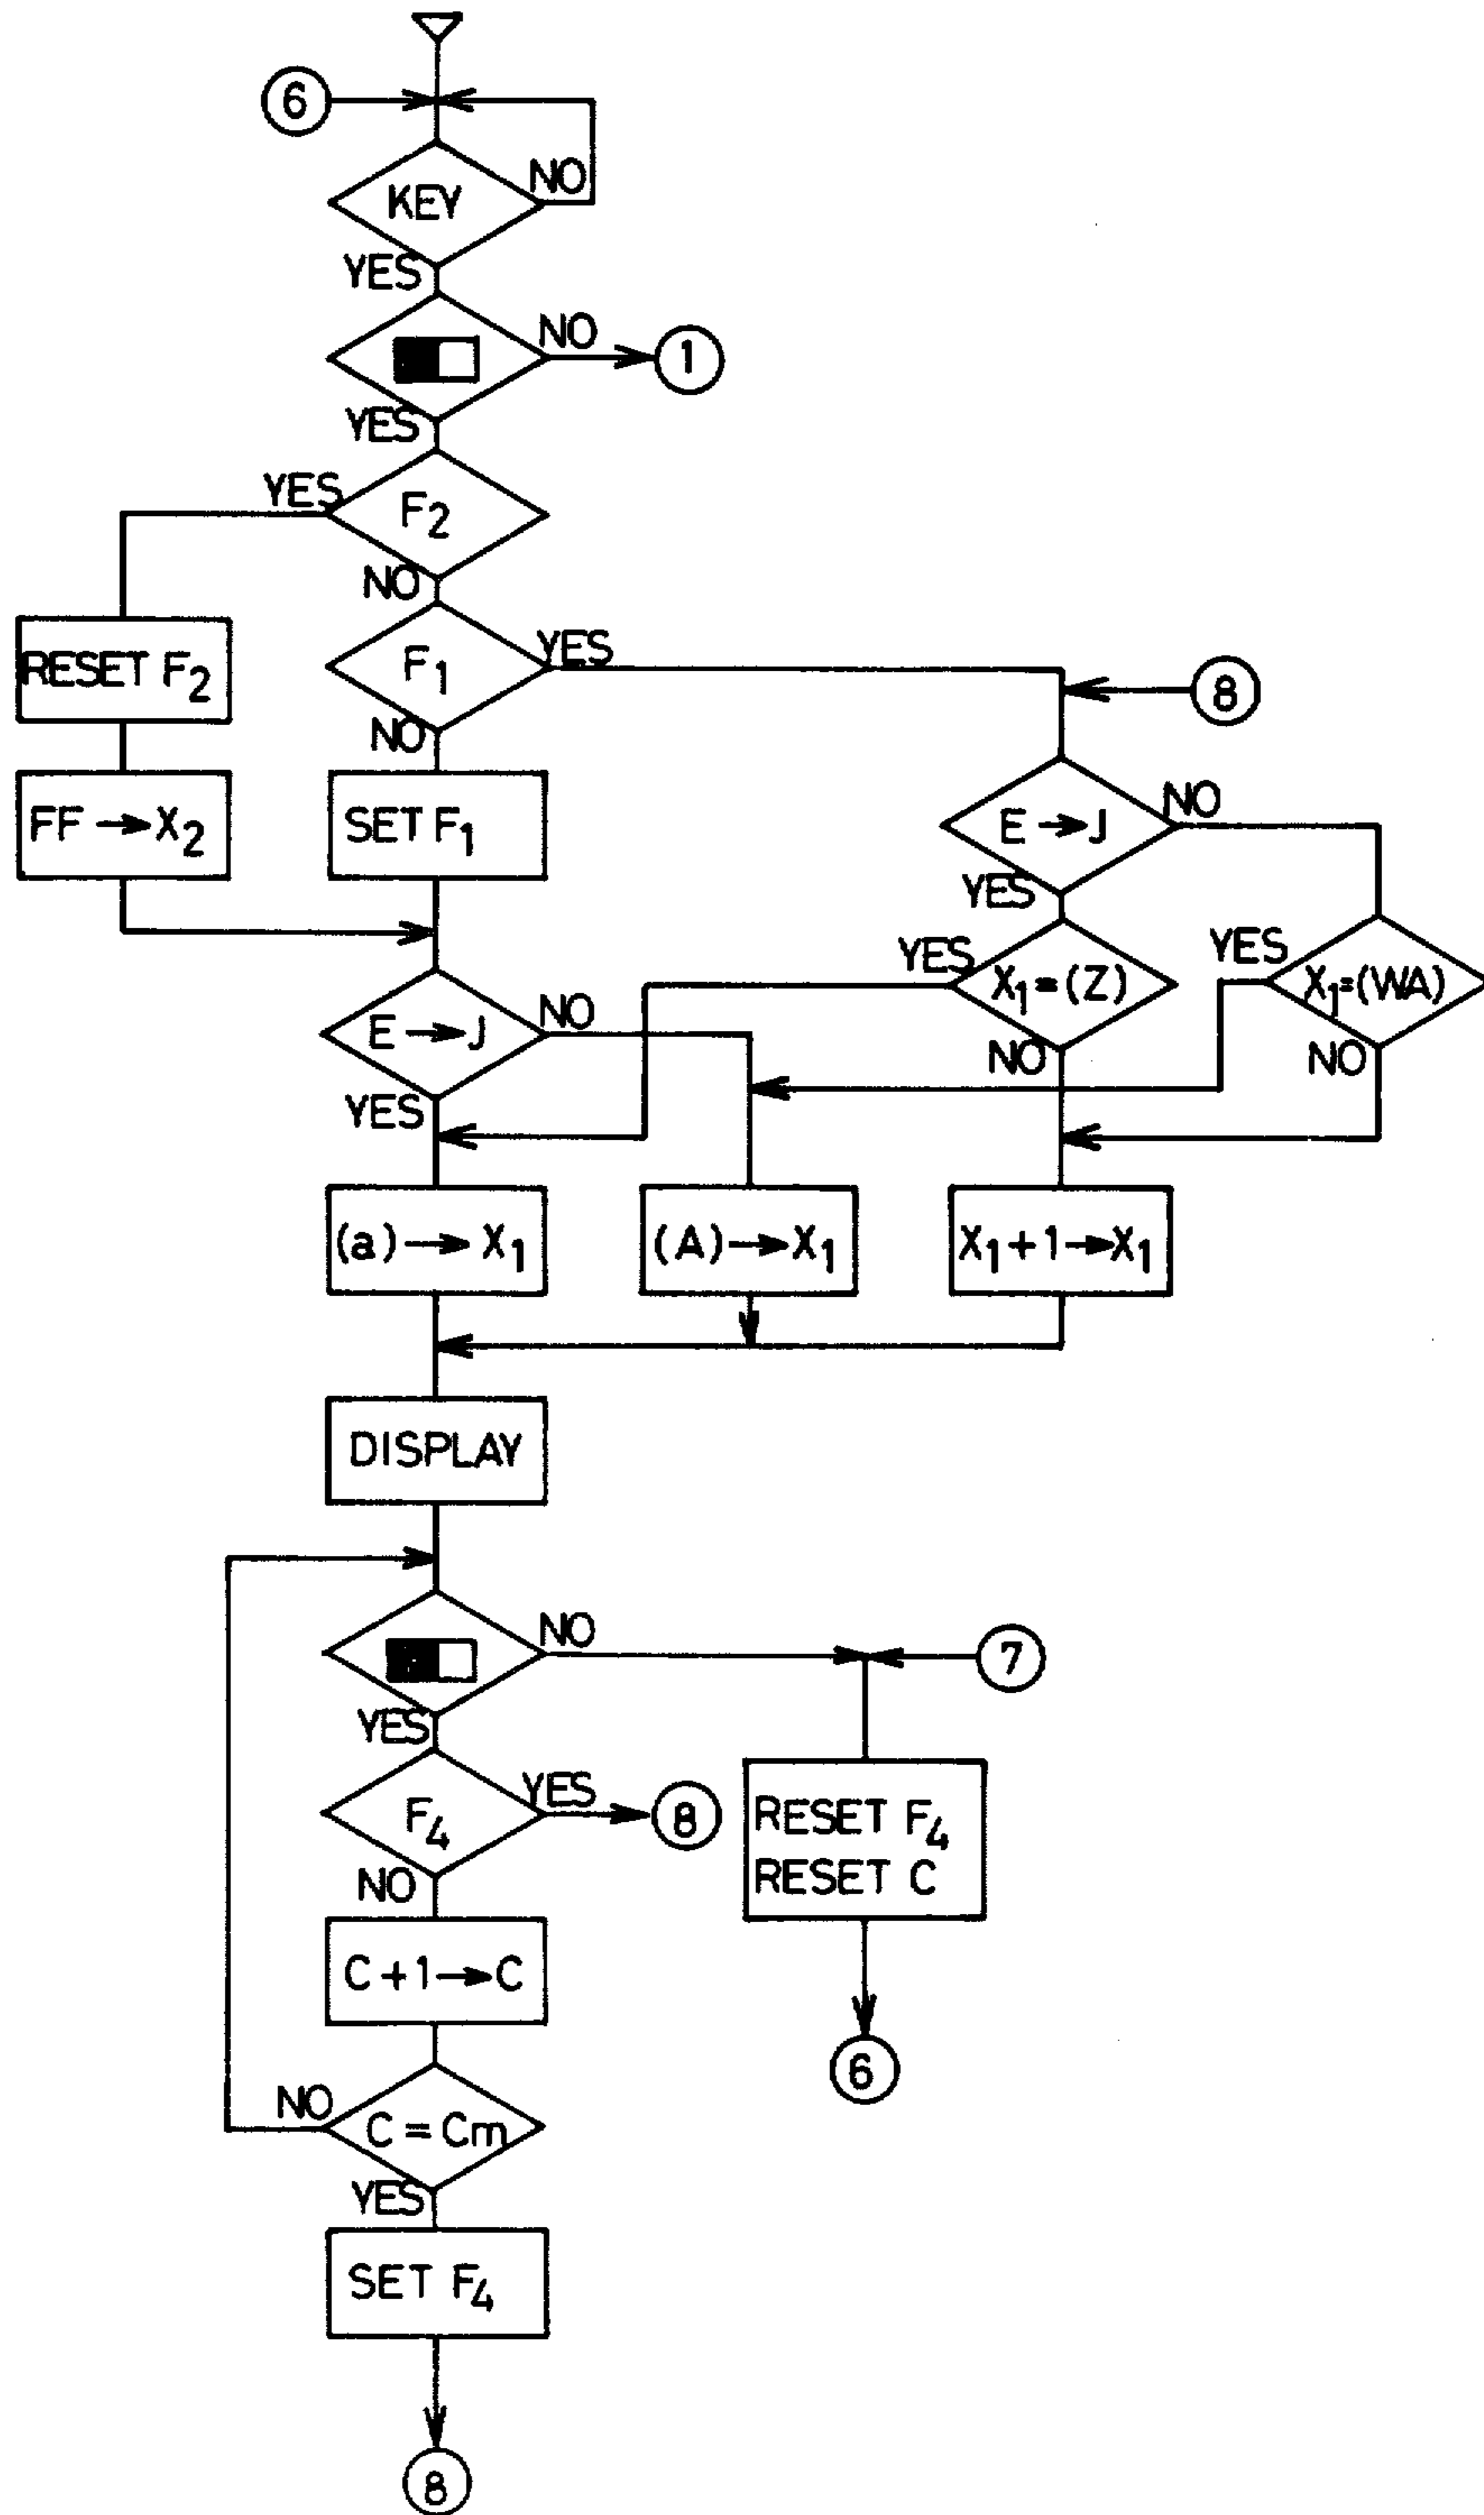 6
KEY
NO
YES
NO
1
YES
YES
F2
NO
RESET F2
F1
YES
8
NO
FF→X2
SET F1
E→J
NO
YES
YES
X1=(Z)
YES
X1=(WA)
E→J
NO
NO
NO
YES
(a)→X1
(A)→X1
X1+1→X1
DISPLAY
NO
7
YES
F4
YES
8
RESET F4
RESET C
NO
C+1→C
6
NO
C=Cm
YES
SET F4
8